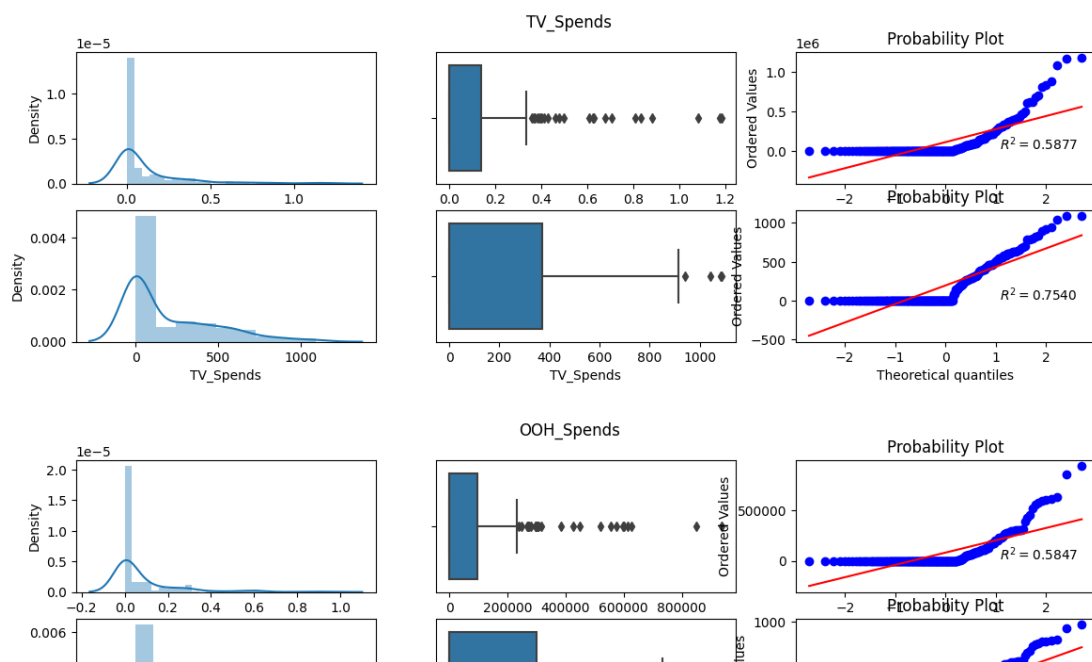 TV_Spends
1e−5
Density
1.0
0.5
0.0
0.0 0.5 1.0
0.0 0.2 0.4 0.6 0.8 1.0 1.2
Probability Plot
1e6
Ordered Values
1.0
0.5
0.0
R² = 0.5877
−2 −1 0 1 2
Density
0.004
0.002
0.000
0 500 1000
TV_Spends
0 200 400 600 800 1000
TV_Spends
Probability Plot
Ordered Values
1000
500
0
−500
R² = 0.7540
−2 −1 0 1 2
Theoretical quantiles
OOH_Spends
1e−5
Density
2.0
1.5
1.0
0.5
0.0
−0.2 0.0 0.2 0.4 0.6 0.8 1.0
0 200000 400000 600000 800000
Probability Plot
Ordered Values
500000
0
R² = 0.5847
−2 −1 0 1 2
0.006
Probability Plot
1000